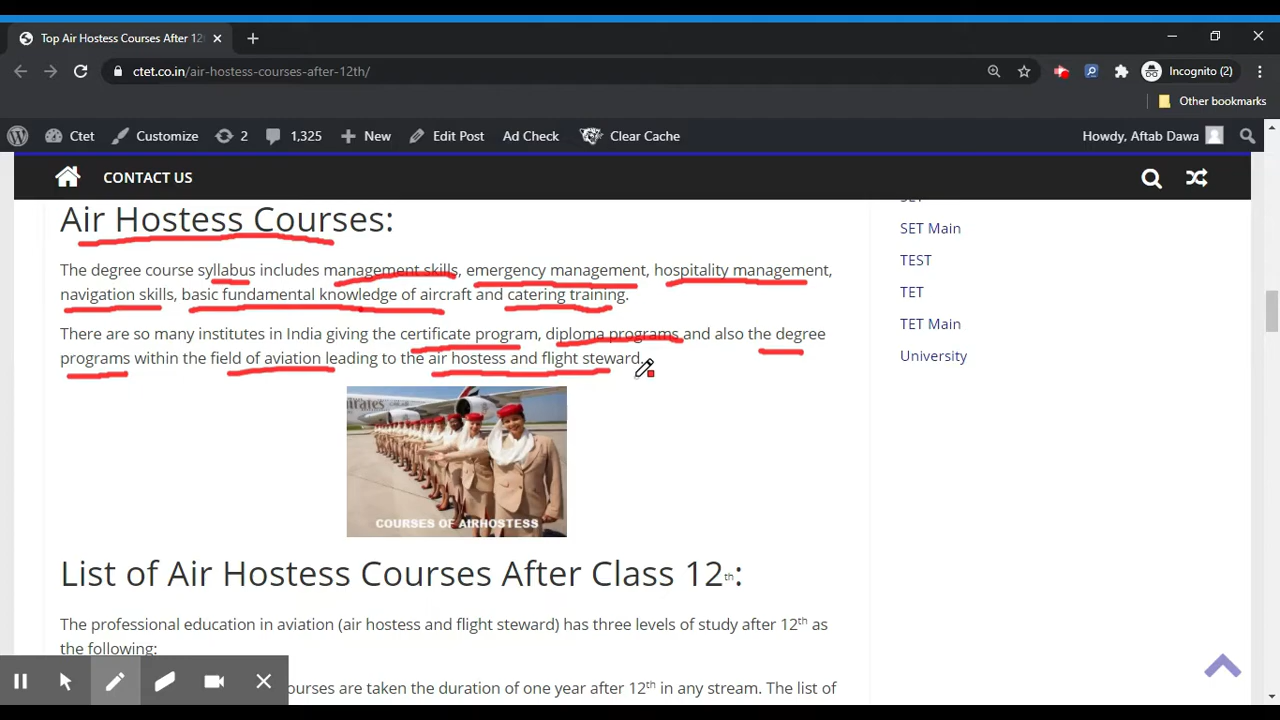 Top Air Hostess Courses After 12
ctet.co.in/air-hostess-courses-after-12th/
Incognito (2)
Other bookmarks
Ctet
Customize
2
1,325
New
Edit Post
Ad Check
Clear Cache
Howdy, Aftab Dawa
CONTACT US
Air Hostess Courses:
The degree course syllabus includes management skills, emergency management, hospitality management,
navigation skills, basic fundamental knowledge of aircraft and catering training.
There are so many institutes in India giving the certificate program, diploma programs and also the degree
programs within the field of aviation leading to the air hostess and flight steward.
COURSES OF AIRHOSTESS
List of Air Hostess Courses After Class 12th:
The professional education in aviation (air hostess and flight steward) has three levels of study after 12th as
the following:
ourses are taken the duration of one year after 12th in any stream. The list of
SET Main
TEST
TET
TET Main
University